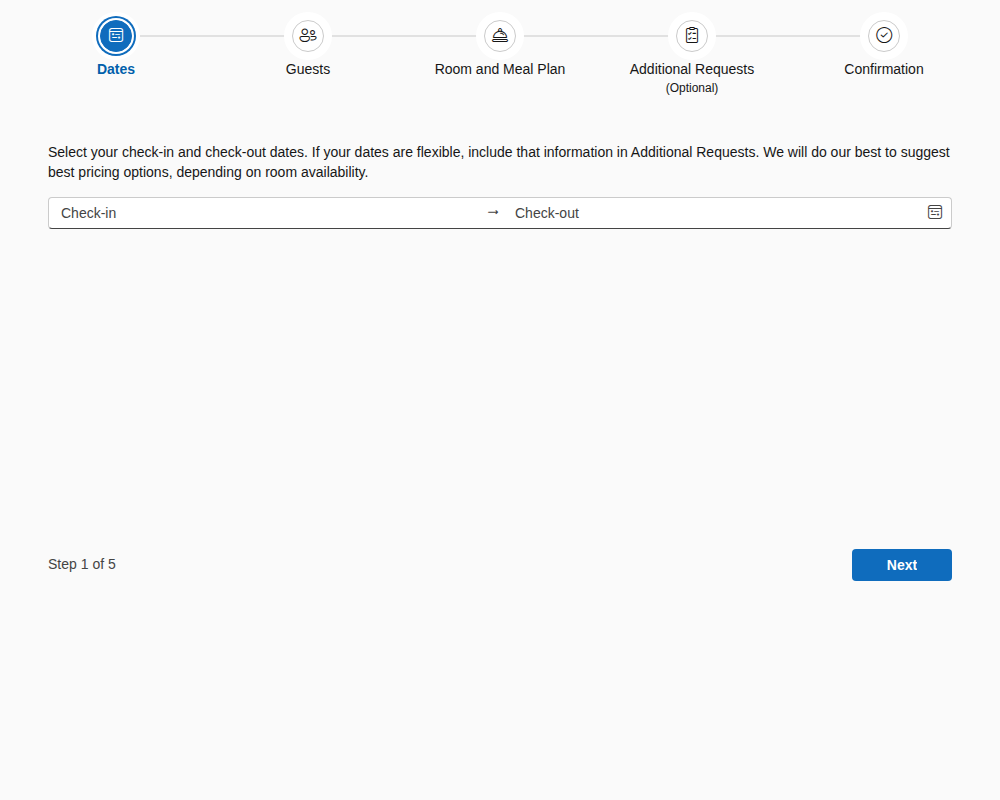 Dates
Guests
Room and Meal Plan
Additional Requests
(Optional)
Confirmation
Select your check-in and check-out dates. If your dates are flexible, include that information in Additional Requests. We will do our best to suggest
best pricing options, depending on room availability.
Check-in → Check-out
Step 1 of 5
Next